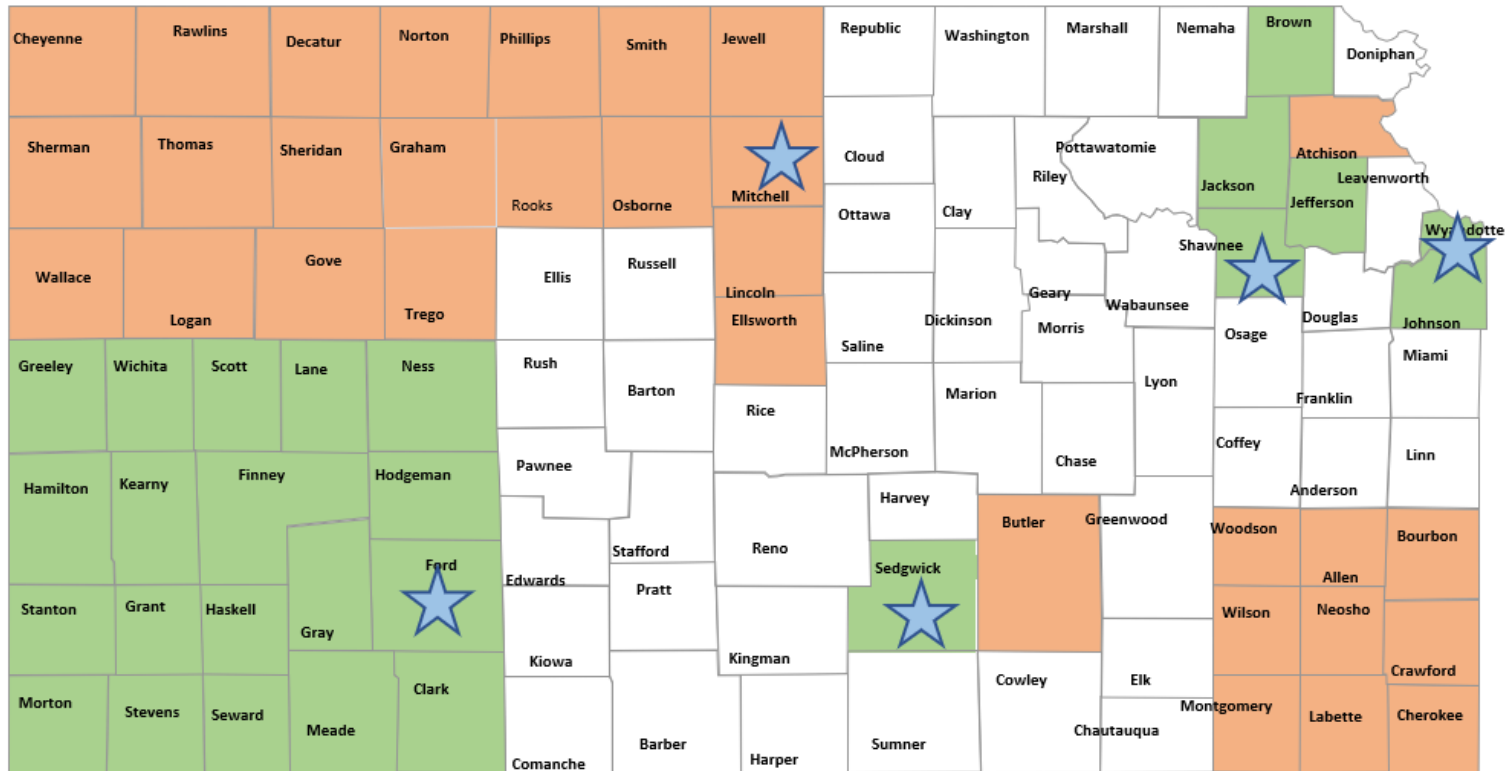 Cheyenne
Rawlins
Decatur
Norton
Phillips
Smith
Jewell
Republic
Washington
Marshall
Nemaha
Brown
Doniphan
Sherman
Thomas
Sheridan
Graham
Rooks
Osborne
Mitchell
Cloud
Clay
Riley
Pottawatomie
Jackson
Atchison
Jefferson
Leavenworth
Wyandotte
Wallace
Logan
Gove
Trego
Ellis
Russell
Lincoln
Ellsworth
Ottawa
Saline
Dickinson
Geary
Morris
Wabaunsee
Shawnee
Osage
Douglas
Johnson
Miami
Greeley
Wichita
Scott
Lane
Ness
Rush
Barton
Rice
McPherson
Marion
Chase
Lyon
Coffey
Franklin
Anderson
Linn
Hamilton
Kearny
Finney
Hodgeman
Pawnee
Stafford
Reno
Harvey
Butler
Greenwood
Woodson
Allen
Bourbon
Stanton
Grant
Haskell
Gray
Ford
Edwards
Kiowa
Pratt
Kingman
Sedgwick
Wilson
Neosho
Crawford
Morton
Stevens
Seward
Meade
Clark
Comanche
Barber
Harper
Sumner
Cowley
Elk
Chautauqua
Montgomery
Labette
Cherokee